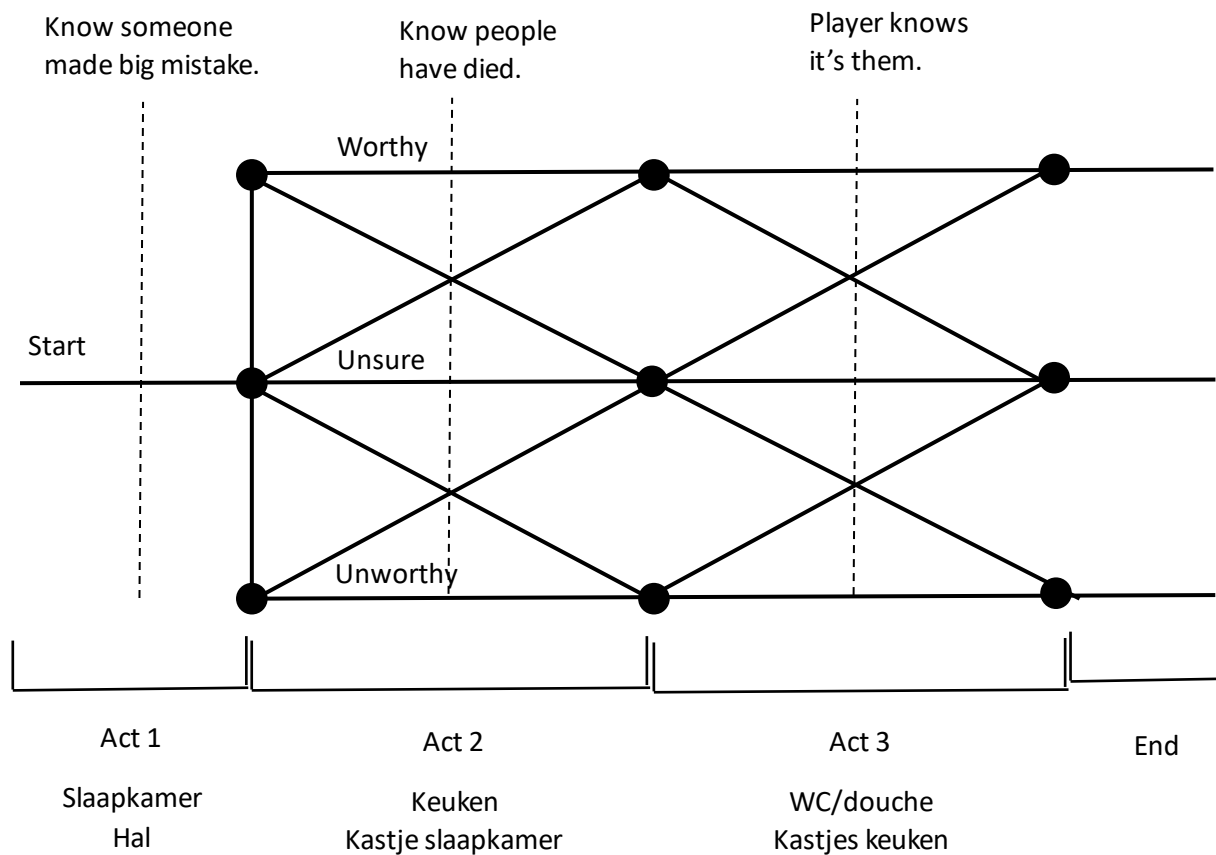 Know someone
made big mistake.
Know people
have died.
Player knows
it's them.
Worthy
Start
Unsure
Unworthy
Act 1
Act 2
Act 3
End
Slaapkamer
Hal
Keuken
Kastje slaapkamer
WC/douche
Kastjes keuken